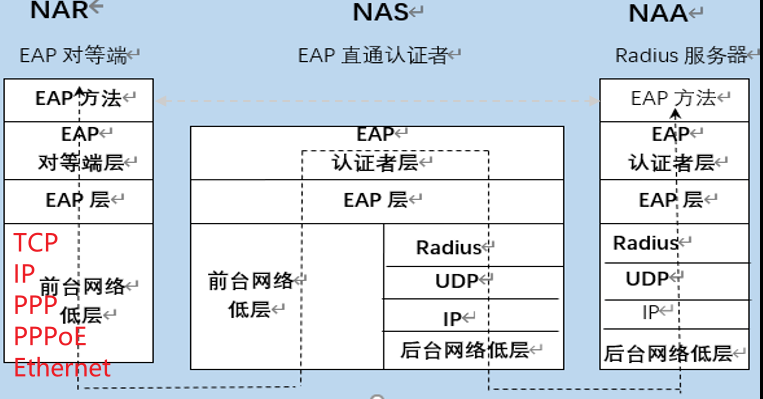 NAR
NAS
NAA
EAP 对等端
EAP 直通认证者
Radius 服务器
EAP 方法
EAP 方法
EAP
对等端层
EAP
认证者层
EAP
认证者层
EAP 层
EAP 层
EAP 层
TCP
IP
PPP
PPPoE
Ethernet
前台网络
低层
前台网络
低层
Radius
UDP
IP
后台网络低层
Radius
UDP
IP
后台网络低层